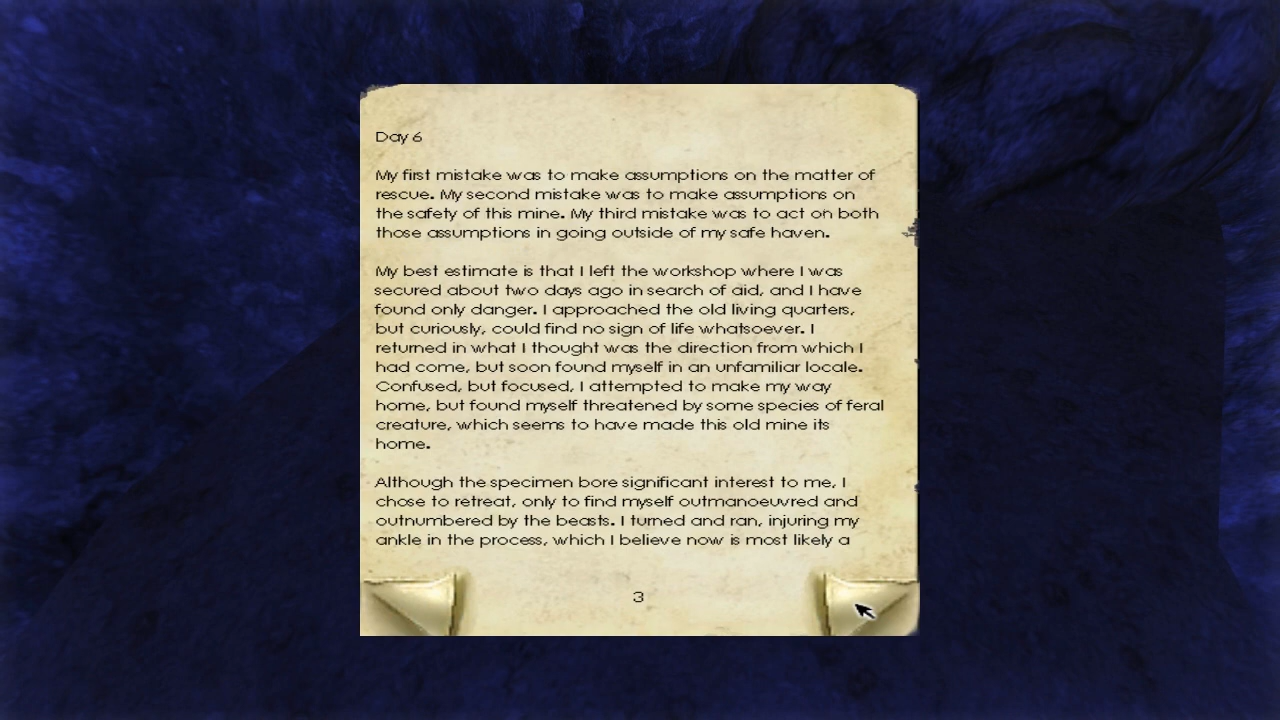 Day 6
My first mistake was to make assumptions on the matter of
rescue. My second mistake was to make assumptions on
the safety of this mine. My third mistake was to act on both
those assumptions in going outside of my safe haven.
My best estimate is that I left the workshop where I was
secured about two days ago in search of aid, and I have
found only danger. I approached the old living quarters,
but curiously, could find no sign of life whatsoever. I
returned in what I thought was the direction from which I
had come, but soon found myself in an unfamiliar locale.
Confused, but focused, I attempted to make my way
home, but found myself threatened by some species of feral
creature, which seems to have made this old mine its
home.
Although the specimen bore significant interest to me, I
chose to retreat, only to find myself outmanoeuvred and
outnumbered by the beasts. I turned and ran, injuring my
ankle in the process, which I believe now is most likely a
3